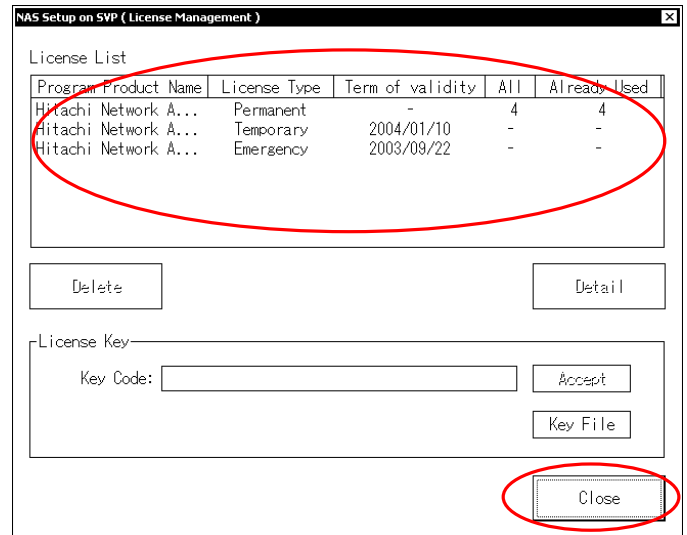 NAS Setup on SVP ( License Management )
License List
Program Product Name License Type Term of validity All Already Used
Hitachi Network A... Permanent - 4 4
Hitachi Network A... Temporary 2004/01/10 - -
Hitachi Network A... Emergency 2003/09/22 - -
Delete Detail
License Key
Key Code: Accept
Key File
Close